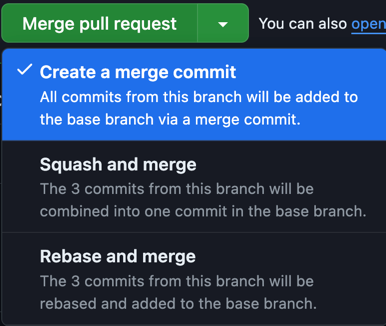 Merge pull request
You can also open
Create a merge commit
All commits from this branch will be added to
the base branch via a merge commit.
Squash and merge
The 3 commits from this branch will be
combined into one commit in the base branch.
Rebase and merge
The 3 commits from this branch will be
rebased and added to the base branch.